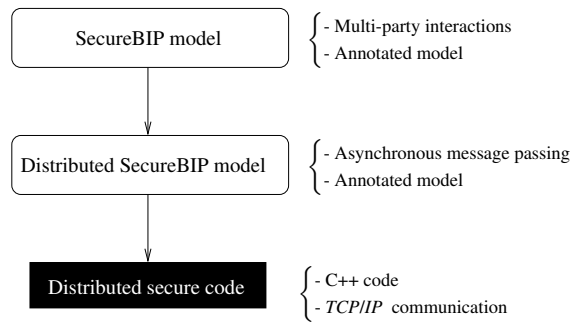 SecureBIP model
- Multi-party interactions
- Annotated model
Distributed SecureBIP model
- Asynchronous message passing
- Annotated model
Distributed secure code
- C++ code
- TCP/IP communication